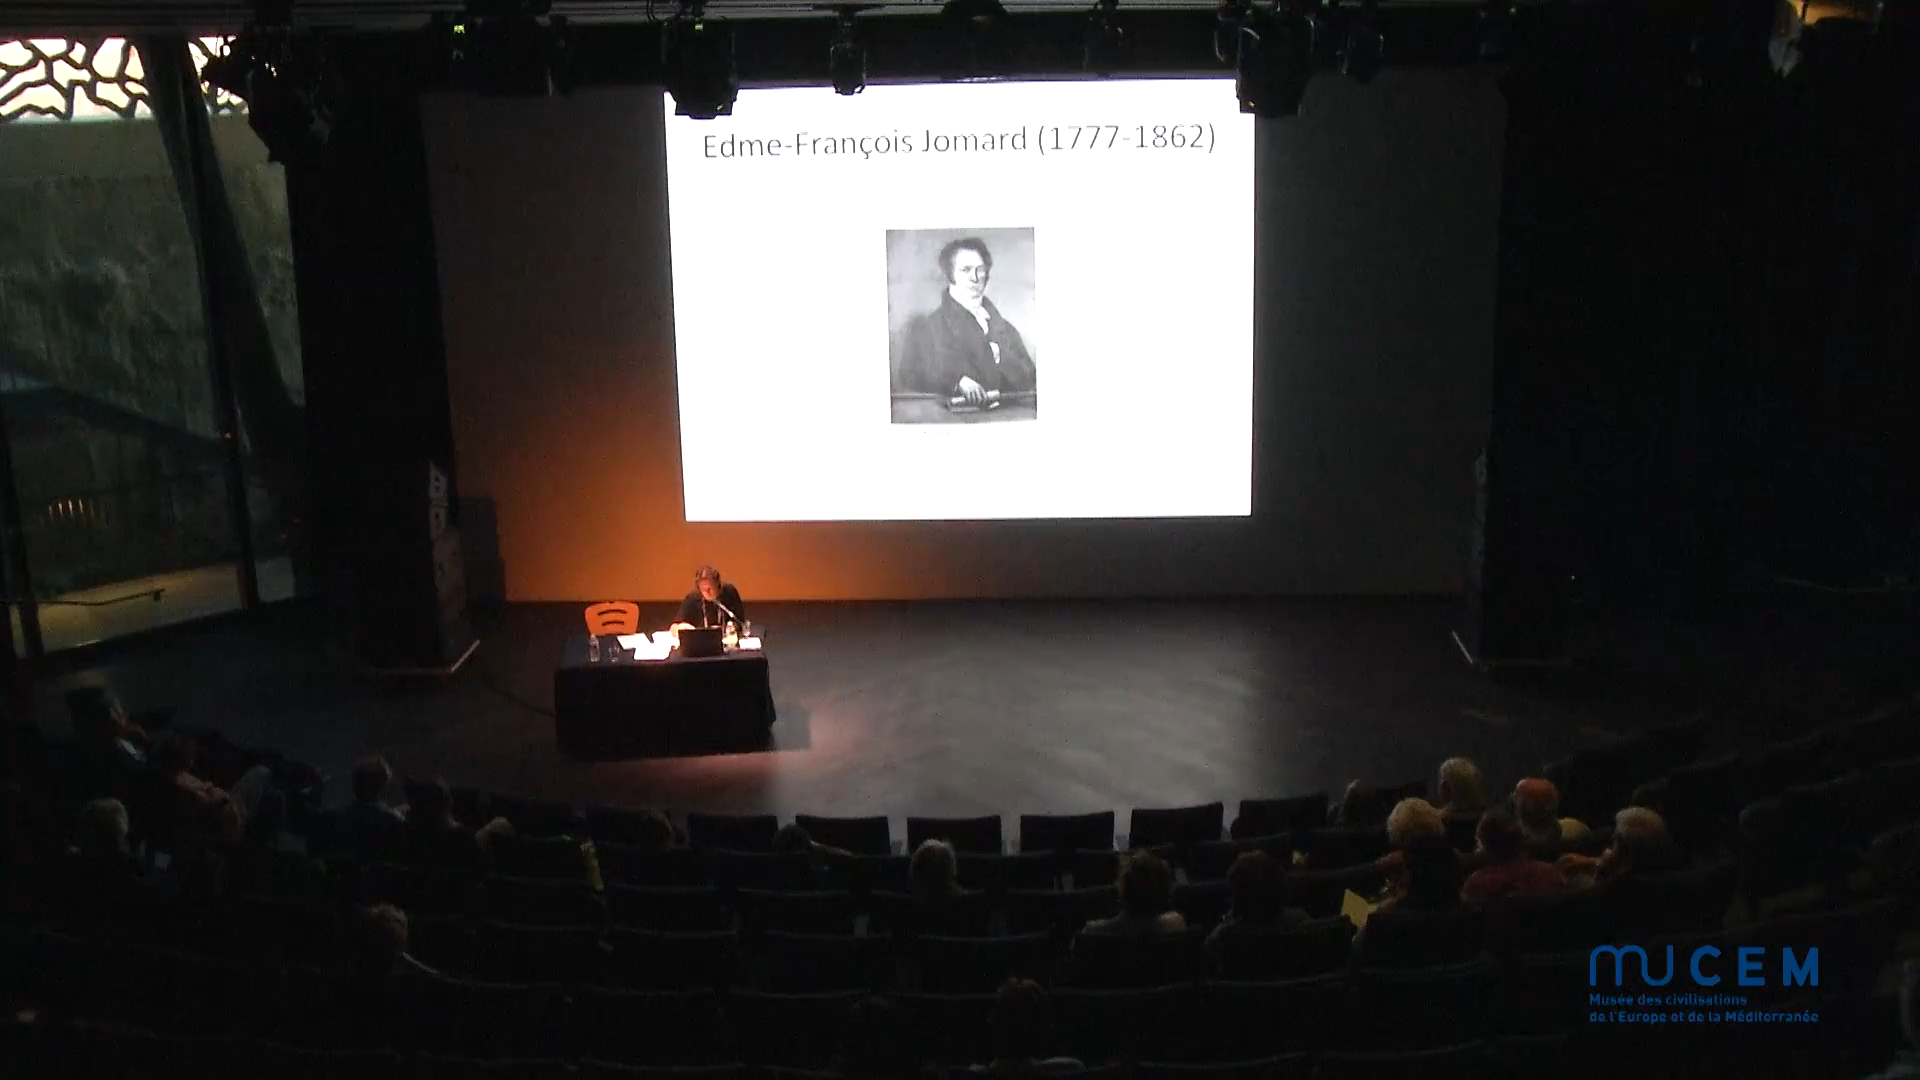 Edme-François Jomard (1777-1862)
MUCEM
Musée des civilisations
de l'Europe et de la Méditerranée